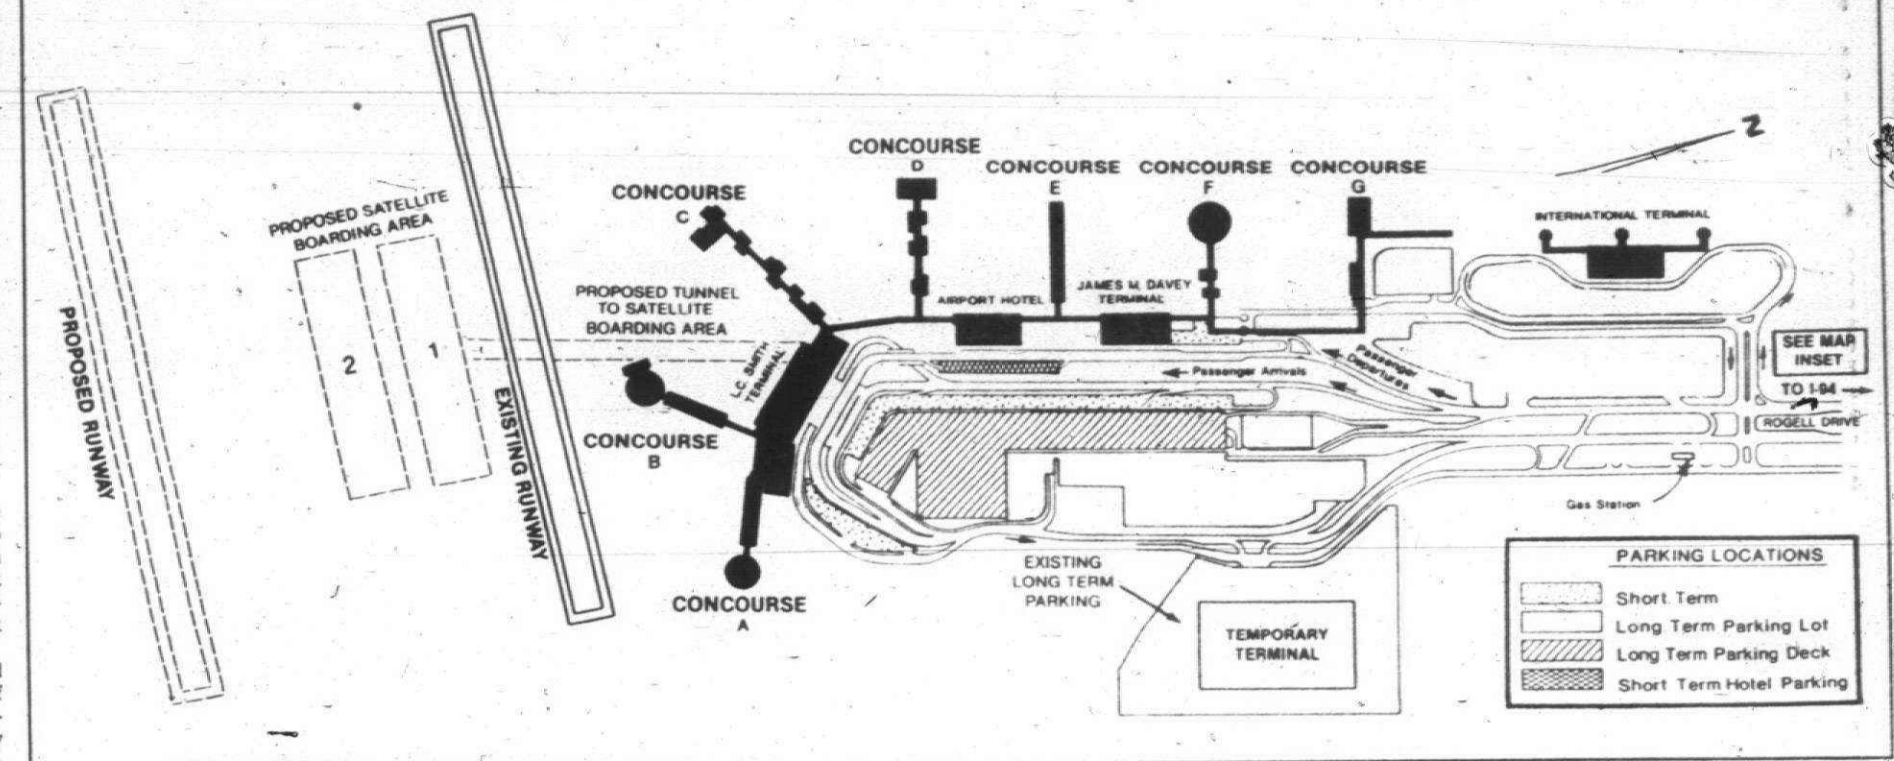 PROPOSED RUNWAY
PROPOSED SATELLITE
BOARDING AREA
2
1
EXISTING RUNWAY
CONCOURSE
C
PROPOSED TUNNEL
TO SATELLITE
BOARDING AREA
L.C. SMITH
TERMINAL
CONCOURSE
B
CONCOURSE
A
CONCOURSE
D
CONCOURSE
E
CONCOURSE
F
CONCOURSE
G
AIRPORT HOTEL
JAMES M. DAVEY
TERMINAL
Z
INTERNATIONAL TERMINAL
Passenger Arrivals
Passenger
Departures
SEE MAP
INSET
TO I-94
ROGELL DRIVE
Gas Station
EXISTING
LONG TERM
PARKING
TEMPORARY
TERMINAL
PARKING LOCATIONS
Short Term
Long Term Parking Lot
Long Term Parking Deck
Short Term Hotel Parking